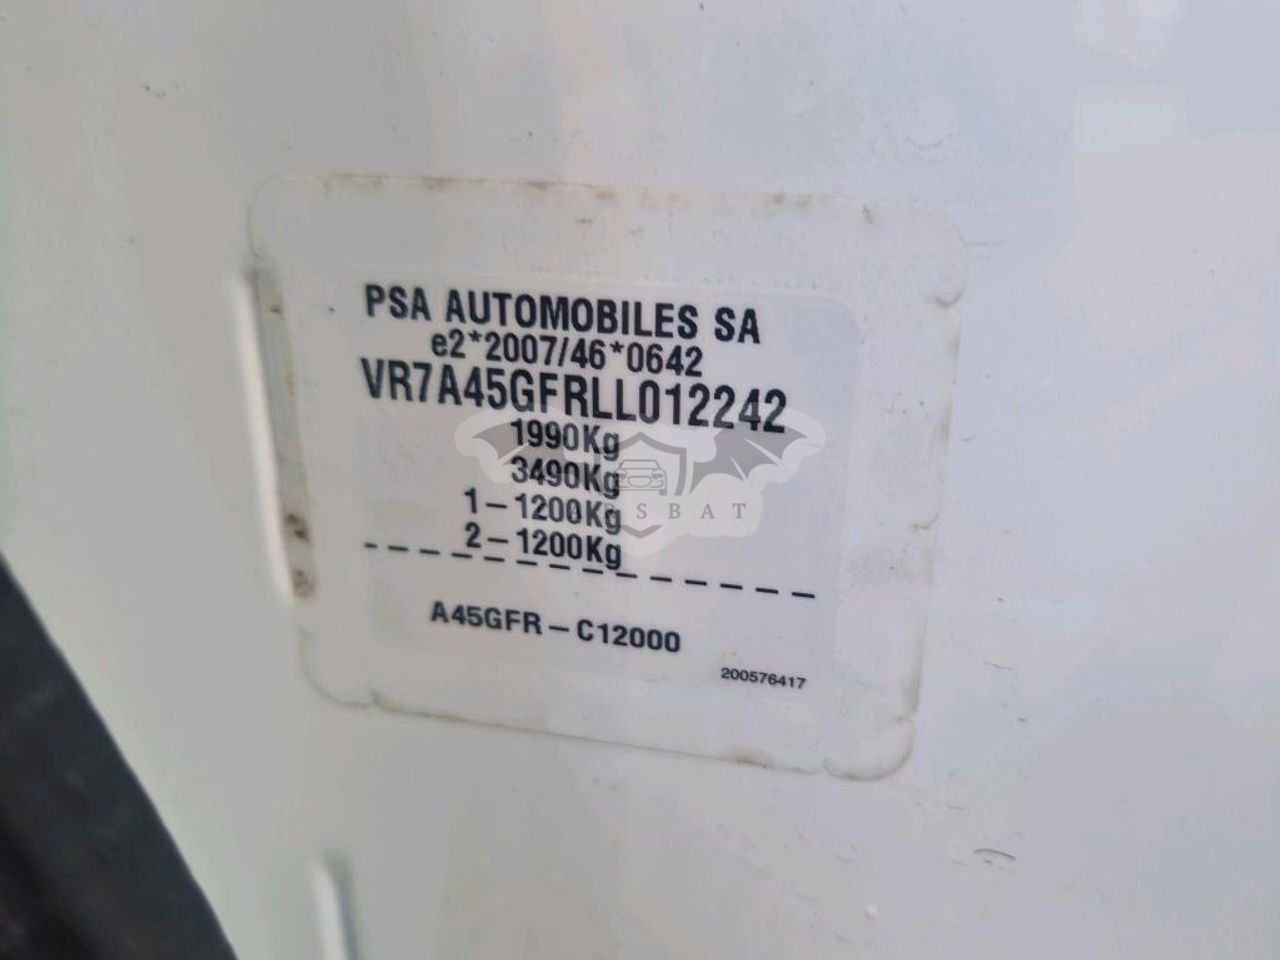 PSA AUTOMOBILES SA
e2*2007/46*0642
VR7A45GFRLL012242
1990Kg
3490Kg
1-1200Kg
2-1200Kg
A45GFR-C12000
200576417